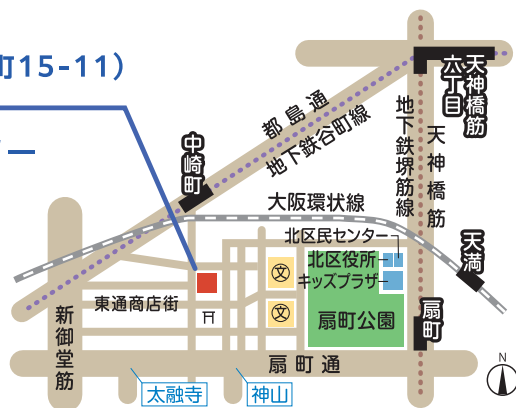 町15-11）
ー
天神橋筋
六丁目
都島通
地下鉄谷町線
地下鉄堺筋線
天神橋筋
中崎町
大阪環状線
北区民センター
北区役所
キッズプラザ
天満
文
文
東通商店街
扇町公園
扇町
新御堂筋
扇町通
太融寺
神山
N